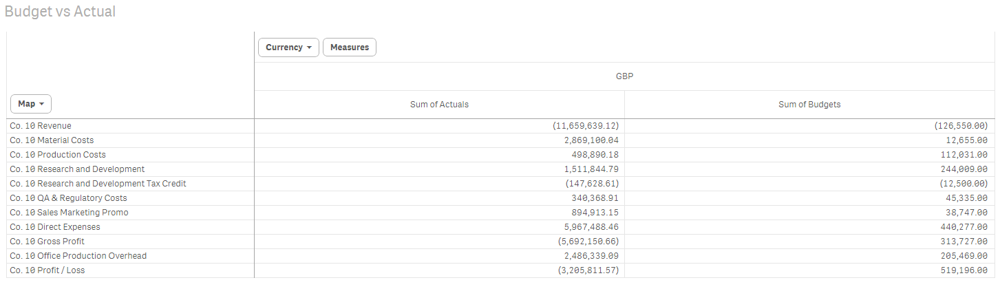 Budget vs Actual
Currency Measures
GBP
Map Sum of Actuals Sum of Budgets
Co. 10 Revenue (11,659,639.12) (126,550.00)
Co. 10 Material Costs 2,869,100.04 12,655.00
Co. 10 Production Costs 498,890.18 112,031.00
Co. 10 Research and Development 1,511,844.79 244,009.00
Co. 10 Research and Development Tax Credit (147,628.61) (12,500.00)
Co. 10 QA & Regulatory Costs 340,368.91 45,335.00
Co. 10 Sales Marketing Promo 894,913.15 38,747.00
Co. 10 Direct Expenses 5,967,488.46 440,277.00
Co. 10 Gross Profit (5,692,150.66) 313,727.00
Co. 10 Office Production Overhead 2,486,339.09 205,469.00
Co. 10 Profit / Loss (3,205,811.57) 519,196.00